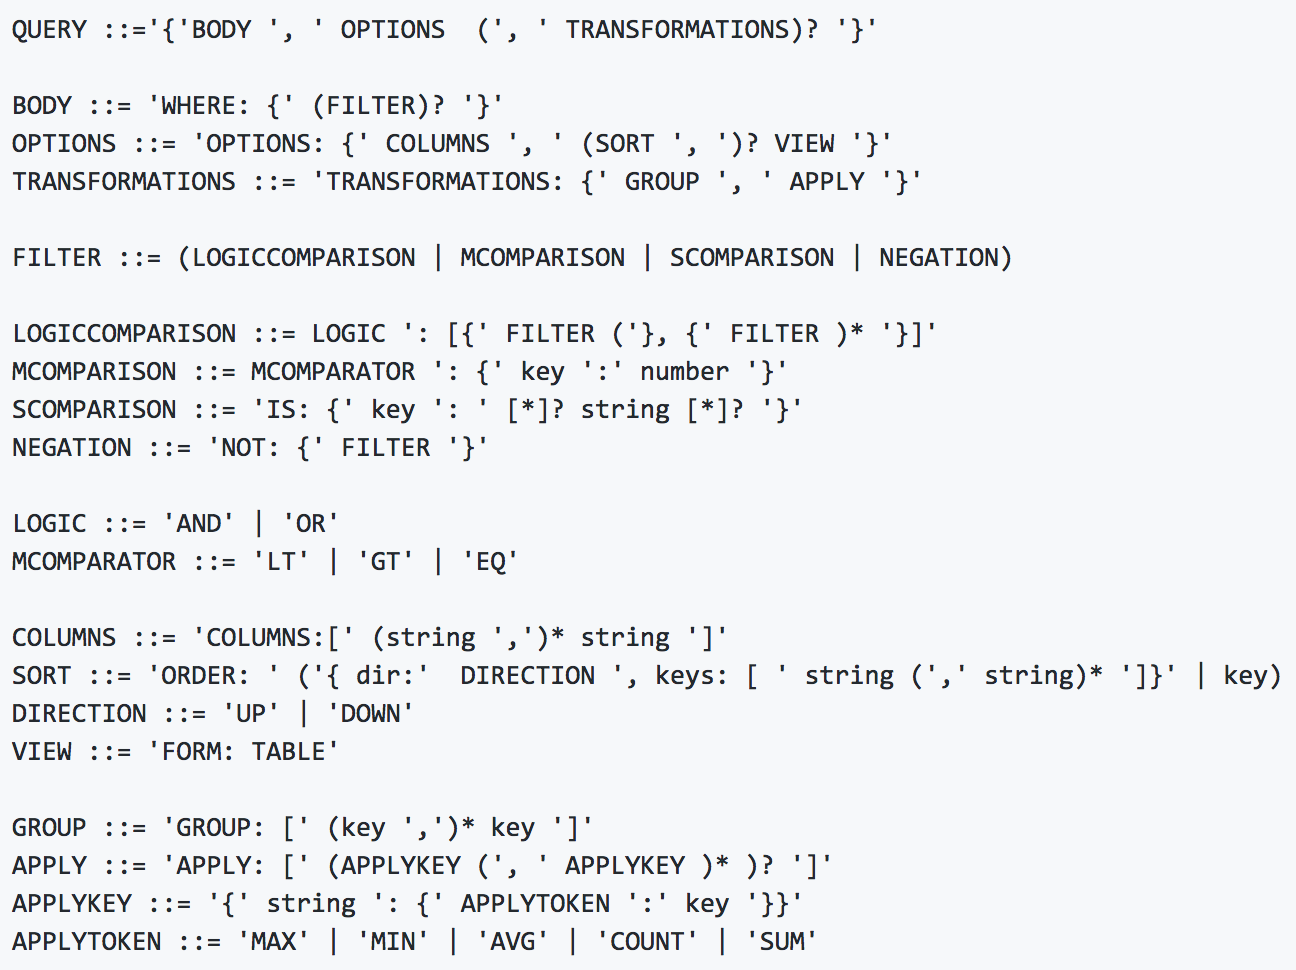 QUERY ::='{'BODY ', ' OPTIONS  (', ' TRANSFORMATIONS)? '}'
BODY ::= 'WHERE: {' (FILTER)? '}'
OPTIONS ::= 'OPTIONS: {' COLUMNS ', ' (SORT ', ')? VIEW '}'
TRANSFORMATIONS ::= 'TRANSFORMATIONS: {' GROUP ', ' APPLY '}'
FILTER ::= (LOGICCOMPARISON | MCOMPARISON | SCOMPARISON | NEGATION)
LOGICCOMPARISON ::= LOGIC ': [{' FILTER ('}, {' FILTER )* '}]'
MCOMPARISON ::= MCOMPARATOR ': {' key ':' number '}'
SCOMPARISON ::= 'IS: {' key ': ' [*]? string [*]? '}'
NEGATION ::= 'NOT: {' FILTER '}'
LOGIC ::= 'AND' | 'OR'
MCOMPARATOR ::= 'LT' | 'GT' | 'EQ'
COLUMNS ::= 'COLUMNS:[' (string ',')* string ']'
SORT ::= 'ORDER: ' ('{ dir:'  DIRECTION ', keys: [ ' string (',' string)* ']}' | key)
DIRECTION ::= 'UP' | 'DOWN'
VIEW ::= 'FORM: TABLE'
GROUP ::= 'GROUP: [' (key ',')* key ']'
APPLY ::= 'APPLY: [' (APPLYKEY (', ' APPLYKEY )* )? ']'
APPLYKEY ::= '{' string ': {' APPLYTOKEN ':' key '}}'
APPLYTOKEN ::= 'MAX' | 'MIN' | 'AVG' | 'COUNT' | 'SUM'